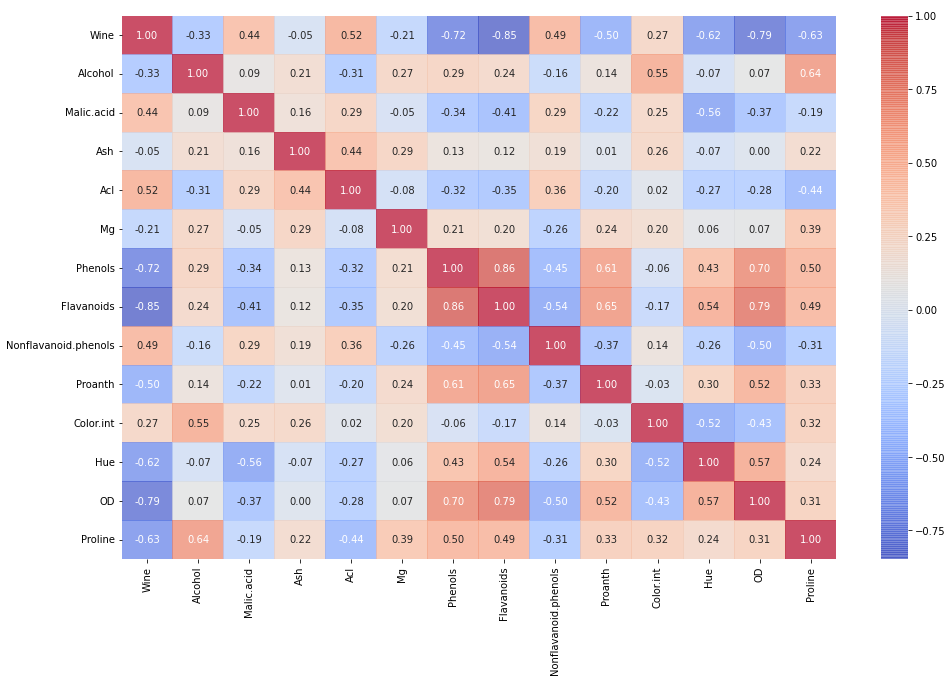 Wine 1.00 -0.33 0.44 -0.05 0.52 -0.21 -0.72 -0.85 0.49 -0.50 0.27 -0.62 -0.79 -0.63
Alcohol -0.33 1.00 0.09 0.21 -0.31 0.27 0.29 0.24 -0.16 0.14 0.55 -0.07 0.07 0.64
Malic.acid 0.44 0.09 1.00 0.16 0.29 -0.05 -0.34 -0.41 0.29 -0.22 0.25 -0.56 -0.37 -0.19
Ash -0.05 0.21 0.16 1.00 0.44 0.29 0.13 0.12 0.19 0.01 0.26 -0.07 0.00 0.22
Acl 0.52 -0.31 0.29 0.44 1.00 -0.08 -0.32 -0.35 0.36 -0.20 0.02 -0.27 -0.28 -0.44
Mg -0.21 0.27 -0.05 0.29 -0.08 1.00 0.21 0.20 -0.26 0.24 0.20 0.06 0.07 0.39
Phenols -0.72 0.29 -0.34 0.13 -0.32 0.21 1.00 0.86 -0.45 0.61 -0.06 0.43 0.70 0.50
Flavanoids -0.85 0.24 -0.41 0.12 -0.35 0.20 0.86 1.00 -0.54 0.65 -0.17 0.54 0.79 0.49
Nonflavanoid.phenols 0.49 -0.16 0.29 0.19 0.36 -0.26 -0.45 -0.54 1.00 -0.37 0.14 -0.26 -0.50 -0.31
Proanth -0.50 0.14 -0.22 0.01 -0.20 0.24 0.61 0.65 -0.37 1.00 -0.03 0.30 0.52 0.33
Color.int 0.27 0.55 0.25 0.26 0.02 0.20 -0.06 -0.17 0.14 -0.03 1.00 -0.52 -0.43 0.32
Hue -0.62 -0.07 -0.56 -0.07 -0.27 0.06 0.43 0.54 -0.26 0.30 -0.52 1.00 0.57 0.24
OD -0.79 0.07 -0.37 0.00 -0.28 0.07 0.70 0.79 -0.50 0.52 -0.43 0.57 1.00 0.31
Proline -0.63 0.64 -0.19 0.22 -0.44 0.39 0.50 0.49 -0.31 0.33 0.32 0.24 0.31 1.00
Wine Alcohol Malic.acid Ash Acl Mg Phenols Flavanoids Nonflavanoid.phenols Proanth Color.int Hue OD Proline
1.00
0.75
0.50
0.25
0.00
−0.25
−0.50
−0.75